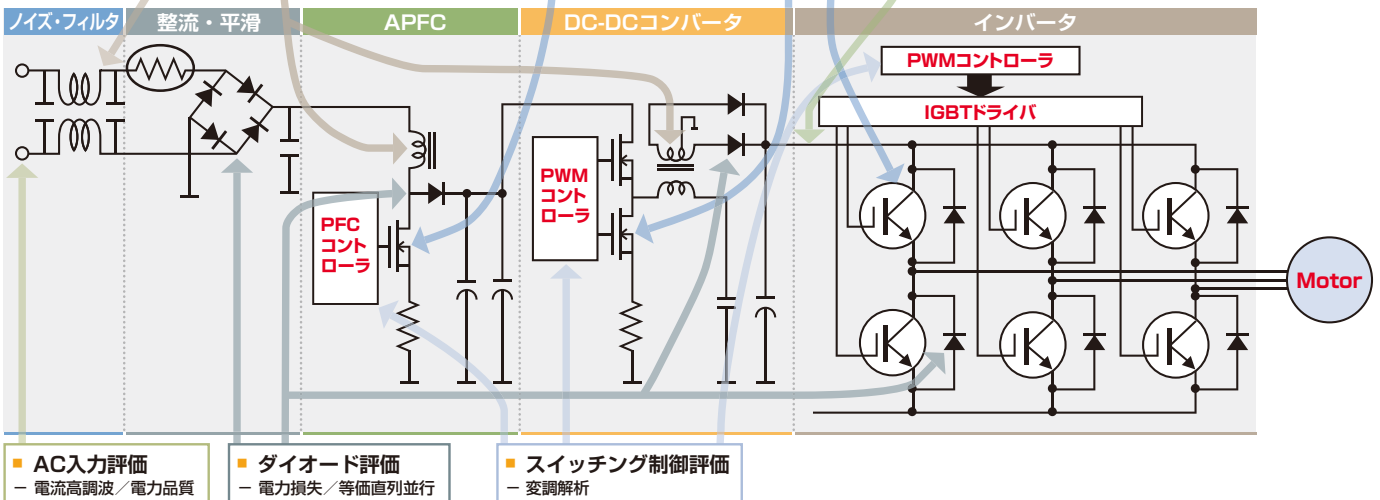 ノイズ・フィルタ
整流・平滑
APFC
DC-DCコンバータ
インバータ
PWMコントローラ
IGBTドライバ
PFC
コント
ローラ
PWM
コント
ローラ
Motor
■ AC入力評価
− 電流高調波／電力品質
■ ダイオード評価
− 電力損失／等価直列並行
■ スイッチング制御評価
− 変調解析